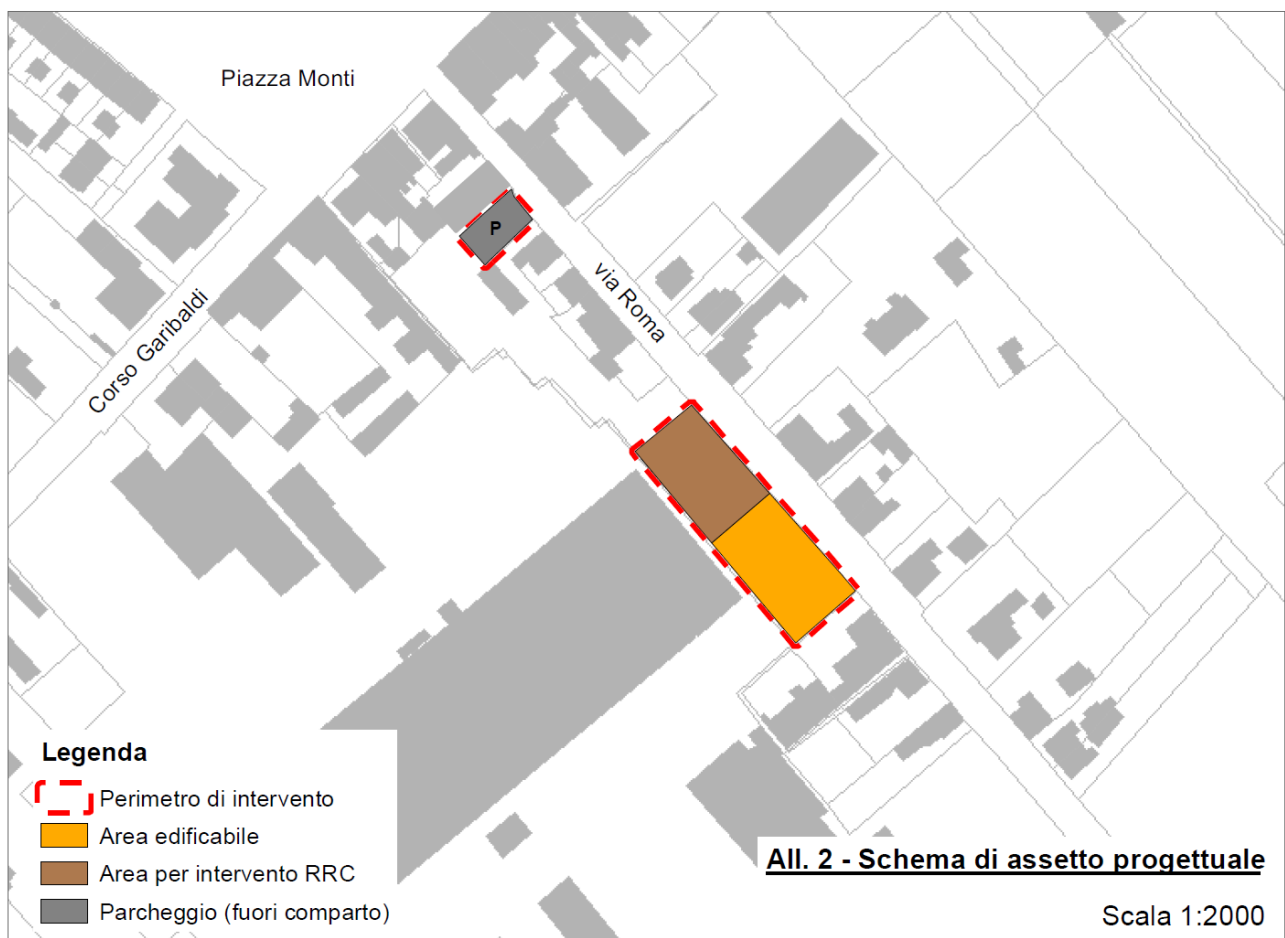 Piazza Monti
P
via Roma
Corso Garibaldi
Legenda
Perimetro di intervento
Area edificabile
Area per intervento RRC
Parcheggio (fuori comparto)
All. 2 - Schema di assetto progettuale
Scala 1:2000